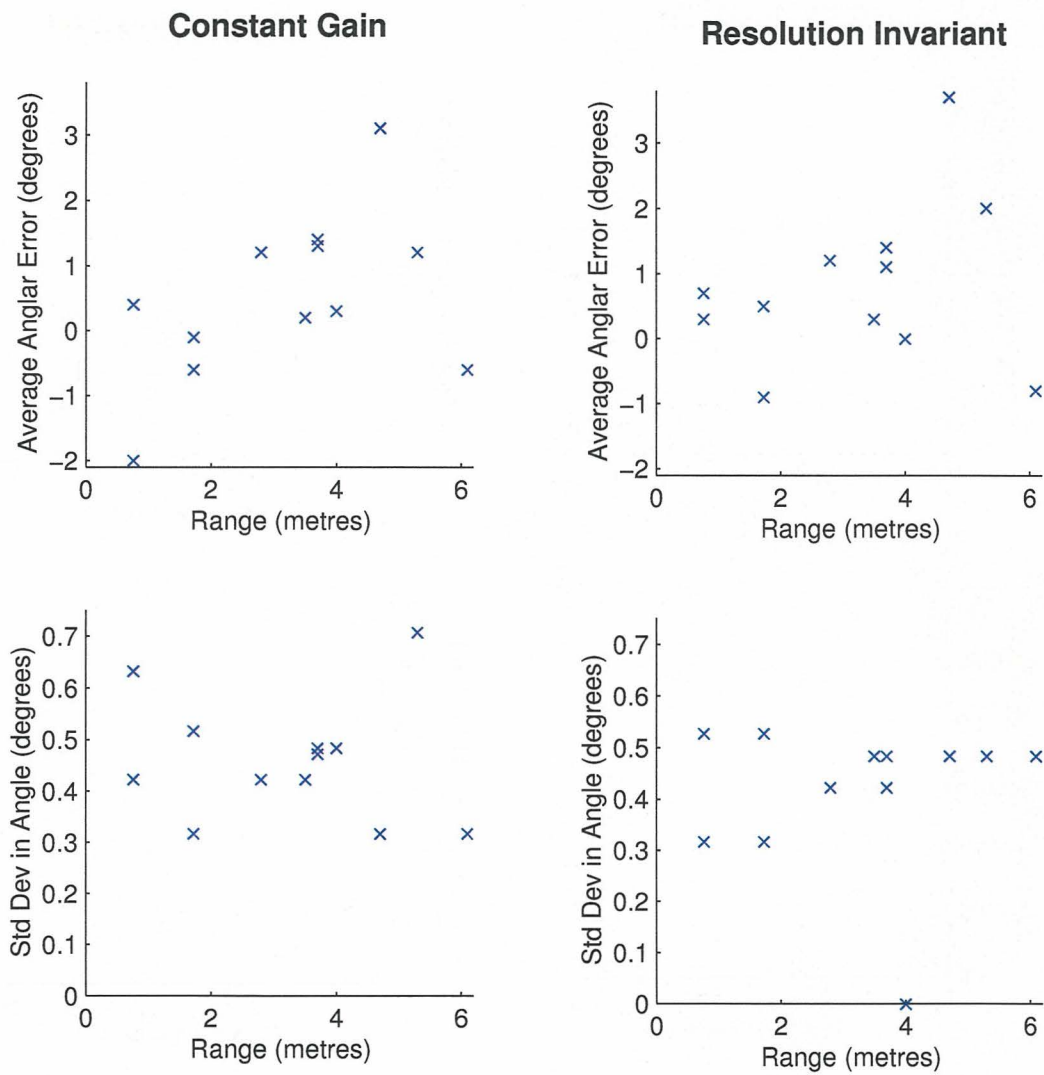 Constant Gain
Resolution Invariant
Average Anglar Error (degrees)
3
2
1
0
−1
−2
0 2 4 6
Range (metres)
Average Anglar Error (degrees)
3
2
1
0
−1
−2
0 2 4 6
Range (metres)
Std Dev in Angle (degrees)
0.7
0.6
0.5
0.4
0.3
0.2
0.1
0
0 2 4 6
Range (metres)
Std Dev in Angle (degrees)
0.7
0.6
0.5
0.4
0.3
0.2
0.1
0
0 2 4 6
Range (metres)